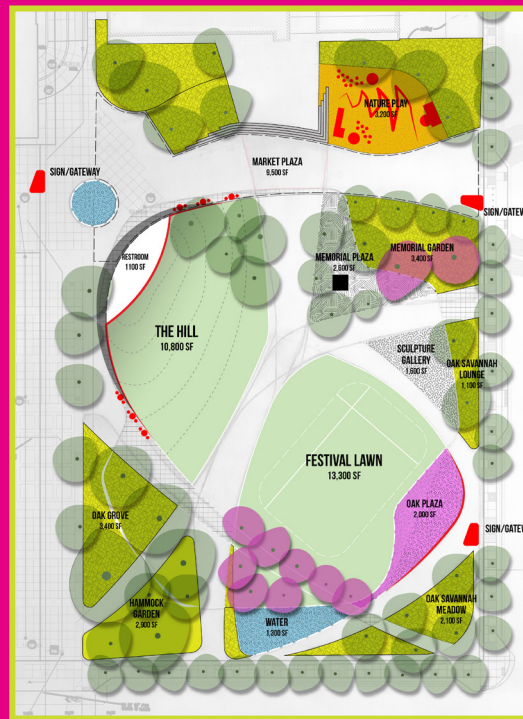 NATURE PLAY
3,200 SF
MARKET PLAZA
9,500 SF
SIGN/GATEWAY
SIGN/GATEW
RESTROOM
1100 SF
MEMORIAL PLAZA
2,600 SF
MEMORIAL GARDEN
3,400 SF
THE HILL
10,800 SF
SCULPTURE
GALLERY
1,600 SF
OAK SAVANNAH
LOUNGE
1,100 SF
FESTIVAL LAWN
13,300 SF
OAK PLAZA
2,000 SF
OAK GROVE
3,400 SF
SIGN/GATEW
HAMMOCK
GARDEN
2,900 SF
WATER
1,300 SF
OAK SAVANNAH
MEADOW
2,100 SF